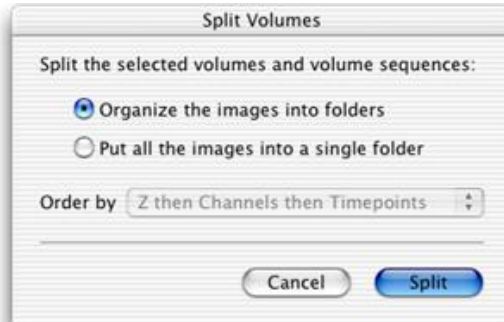 Split Volumes
Split the selected volumes and volume sequences:
Organize the images into folders
Put all the images into a single folder
Order by Z then Channels then Timepoints
Cancel Split